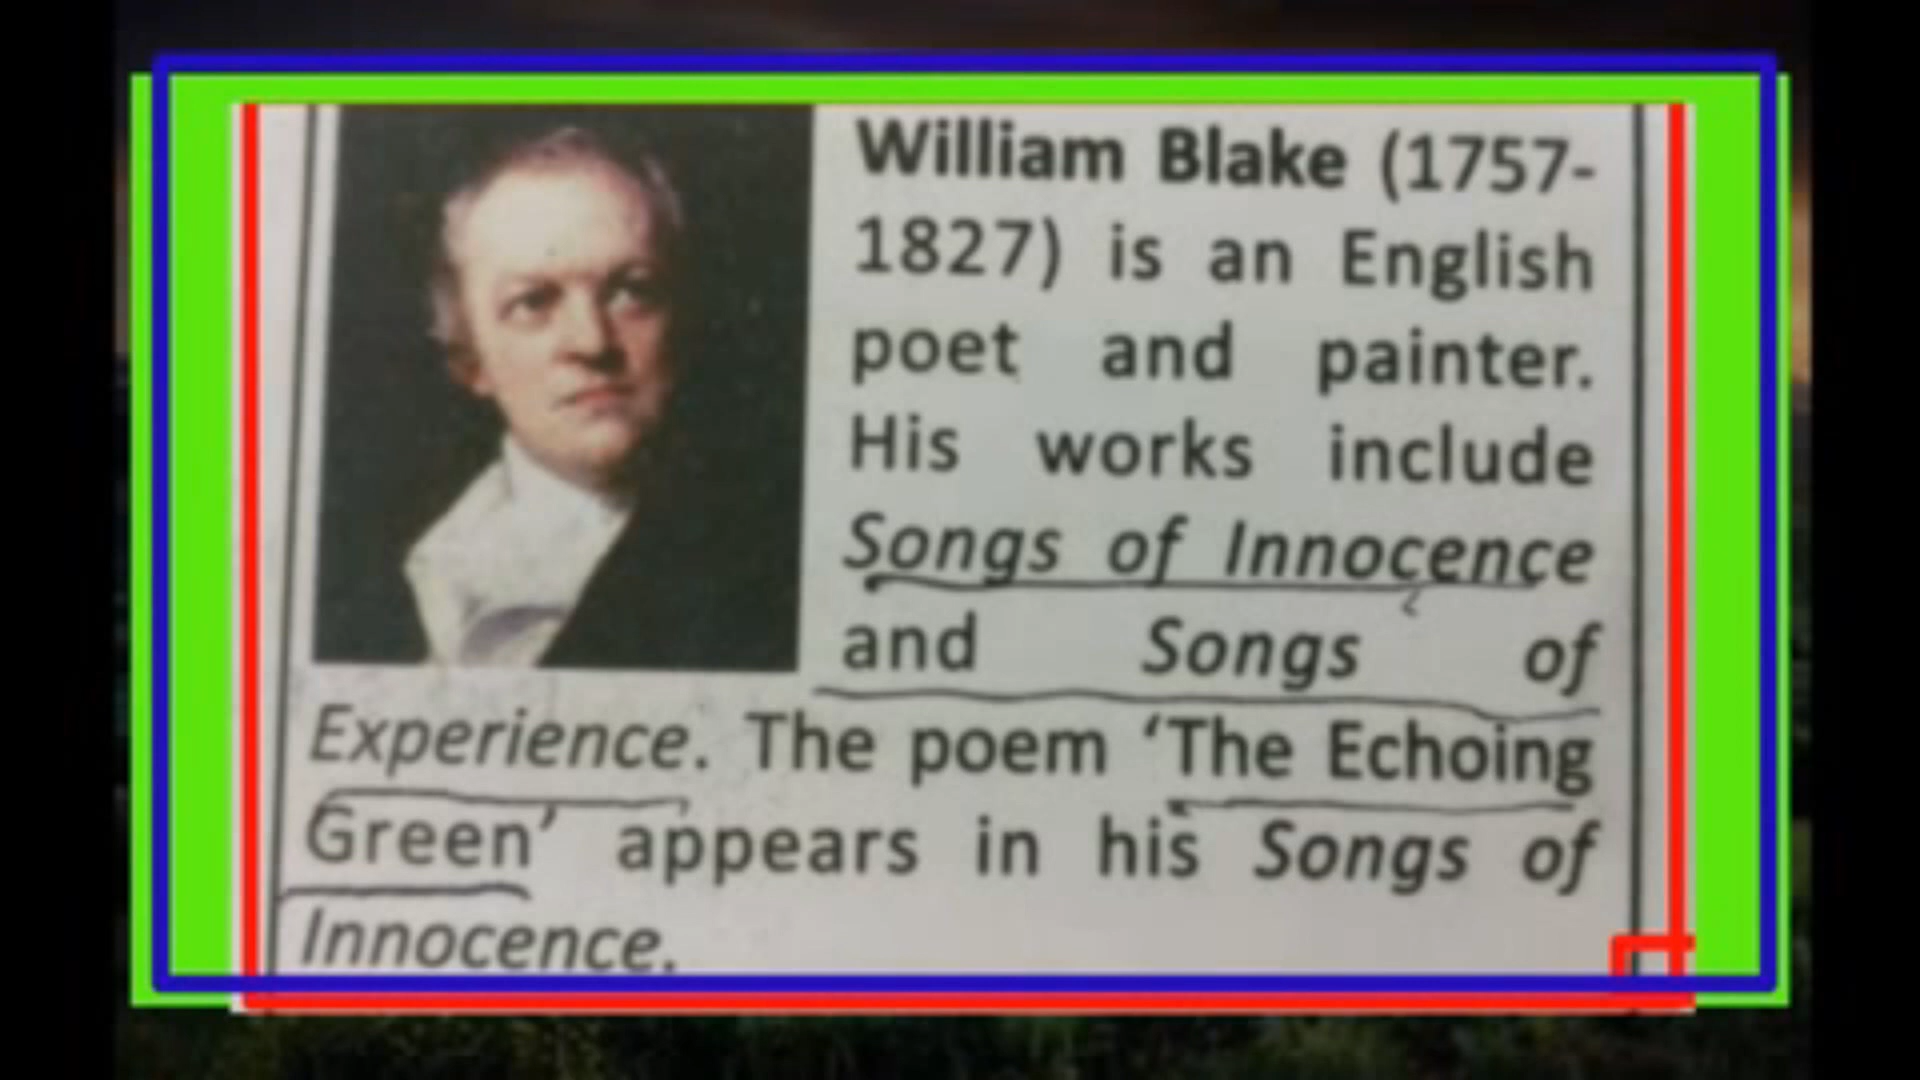 William Blake (1757-
1827) is an English
poet and painter.
His works include
Songs of Innocence
and Songs of
Experience. The poem ‘The Echoing
Green’ appears in his Songs of
Innocence.